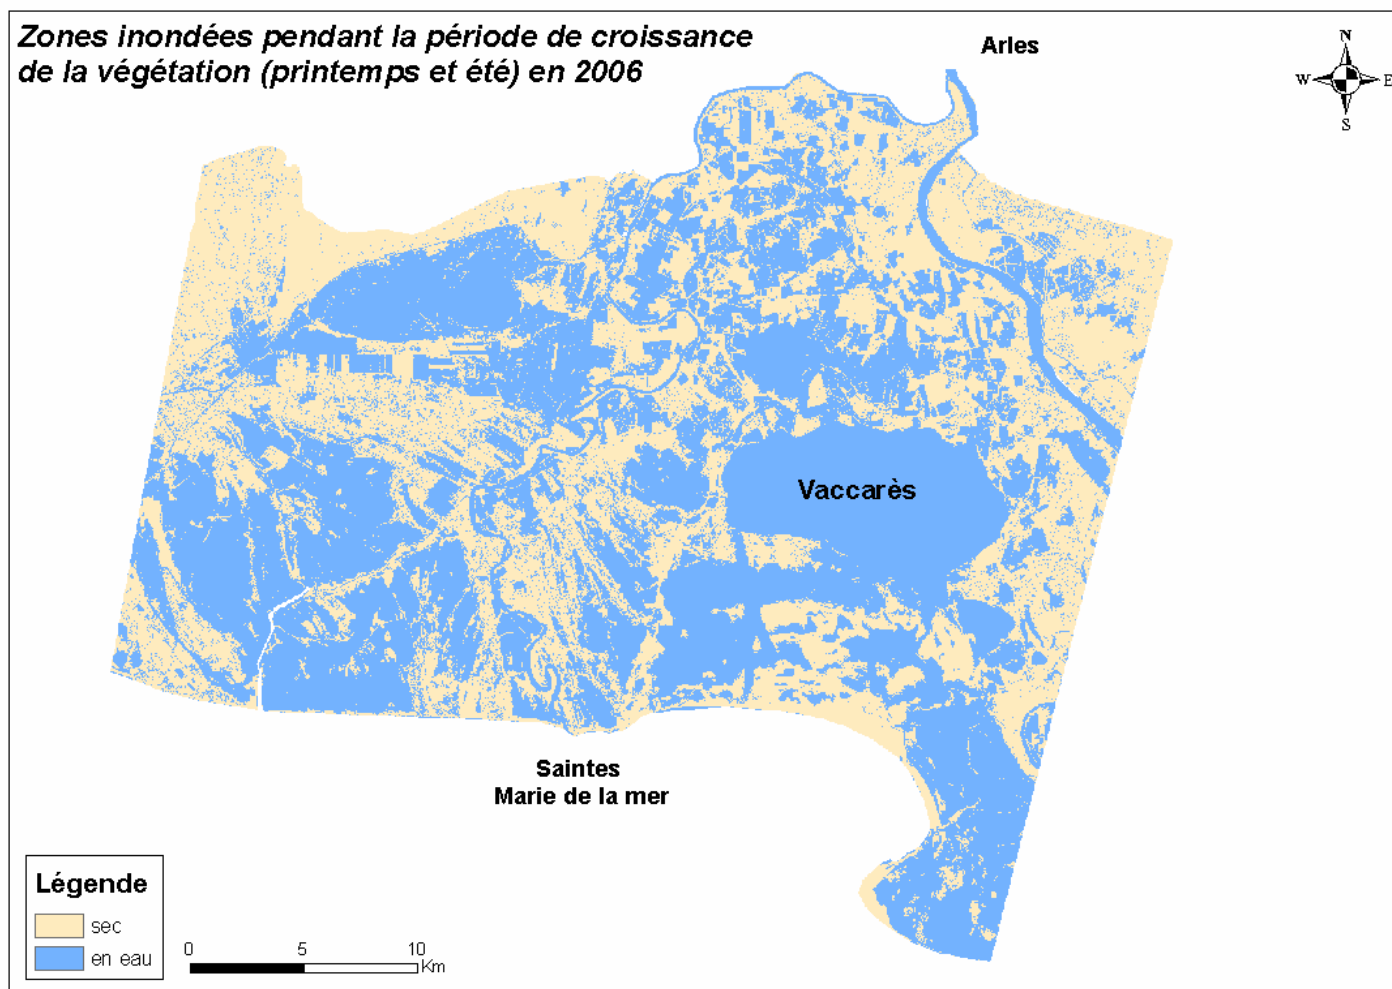 Zones inondées pendant la période de croissance
de la végétation (printemps et été) en 2006
Arles
N
W
E
S
Vaccarès
Saintes
Marie de la mer
Légende
sec
en eau
0
5
10
Km